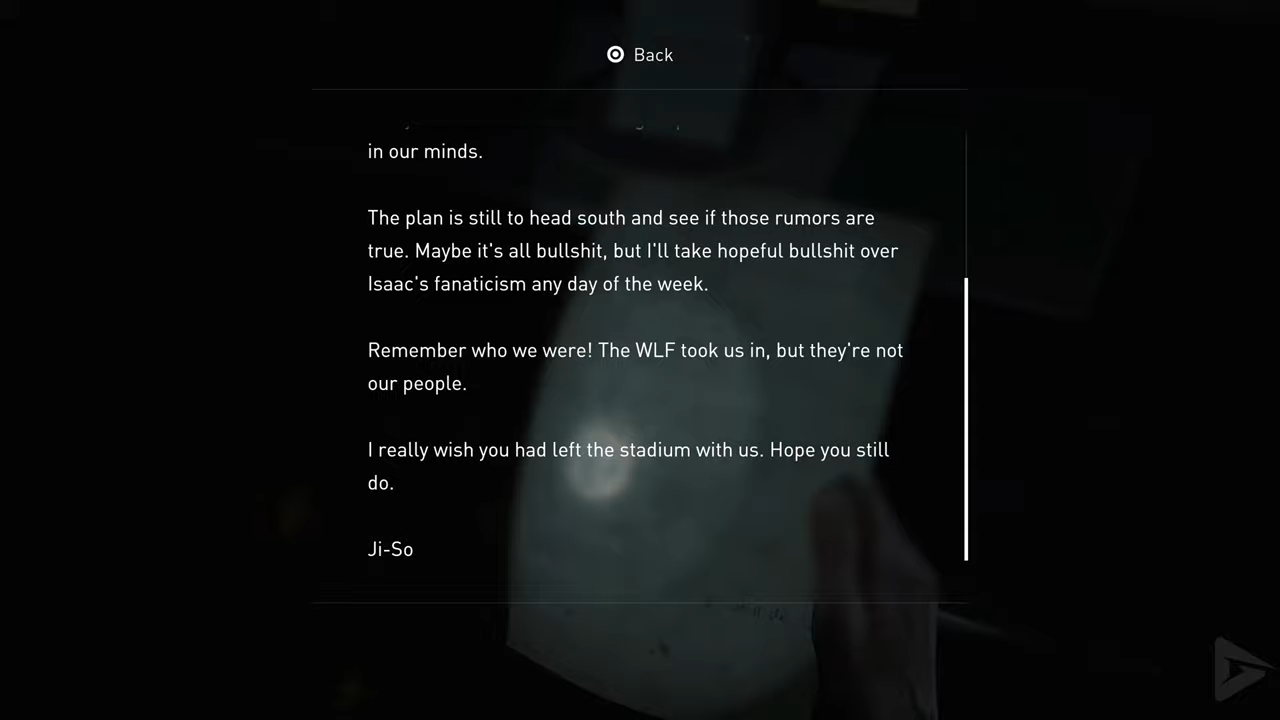 Back
in our minds.
The plan is still to head south and see if those rumors are
true. Maybe it's all bullshit, but I'll take hopeful bullshit over
Isaac's fanaticism any day of the week.
Remember who we were! The WLF took us in, but they're not
our people.
I really wish you had left the stadium with us. Hope you still
do.
Ji-So